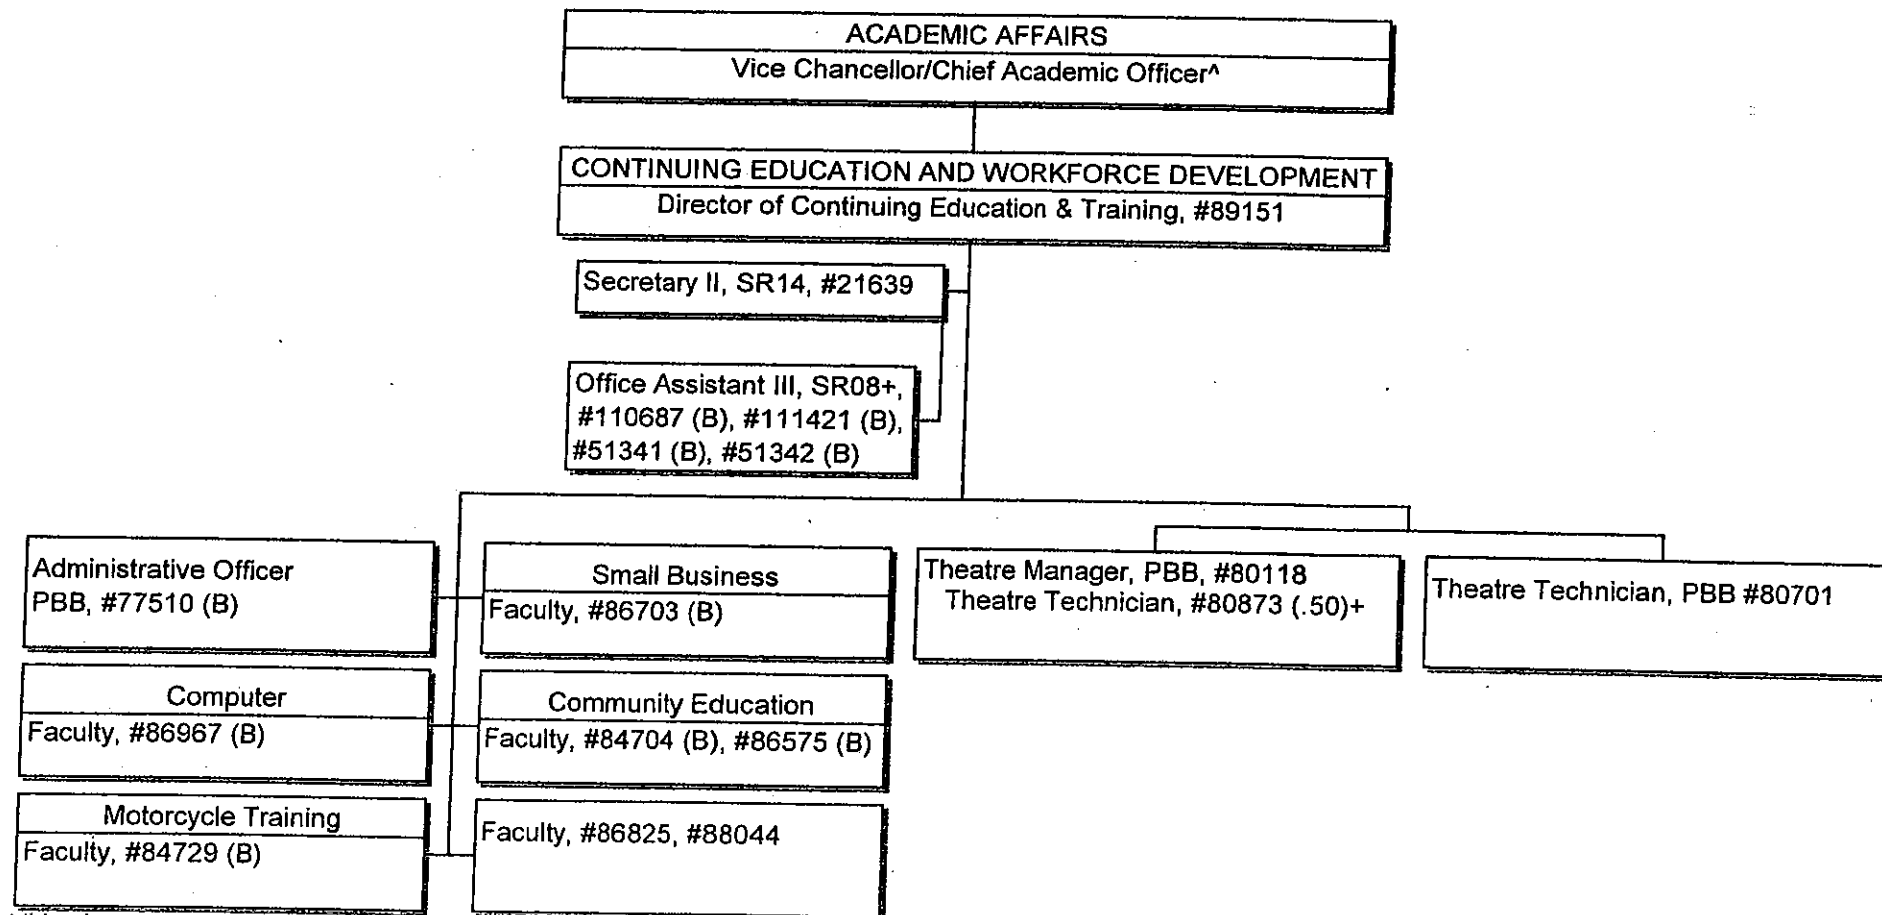 ACADEMIC AFFAIRS
Vice Chancellor/Chief Academic Officer^
CONTINUING EDUCATION AND WORKFORCE DEVELOPMENT
Director of Continuing Education & Training, #89151
Secretary II, SR14, #21639
Office Assistant III, SR08+,
#110687 (B), #111421 (B),
#51341 (B), #51342 (B)
Administrative Officer
PBB, #77510 (B)
Small Business
Faculty, #86703 (B)
Theatre Manager, PBB, #80118
Theatre Technician, #80873 (.50)+
Theatre Technician, PBB #80701
Computer
Faculty, #86967 (B)
Community Education
Faculty, #84704 (B), #86575 (B)
Motorcycle Training
Faculty, #84729 (B)
Faculty, #86825, #88044